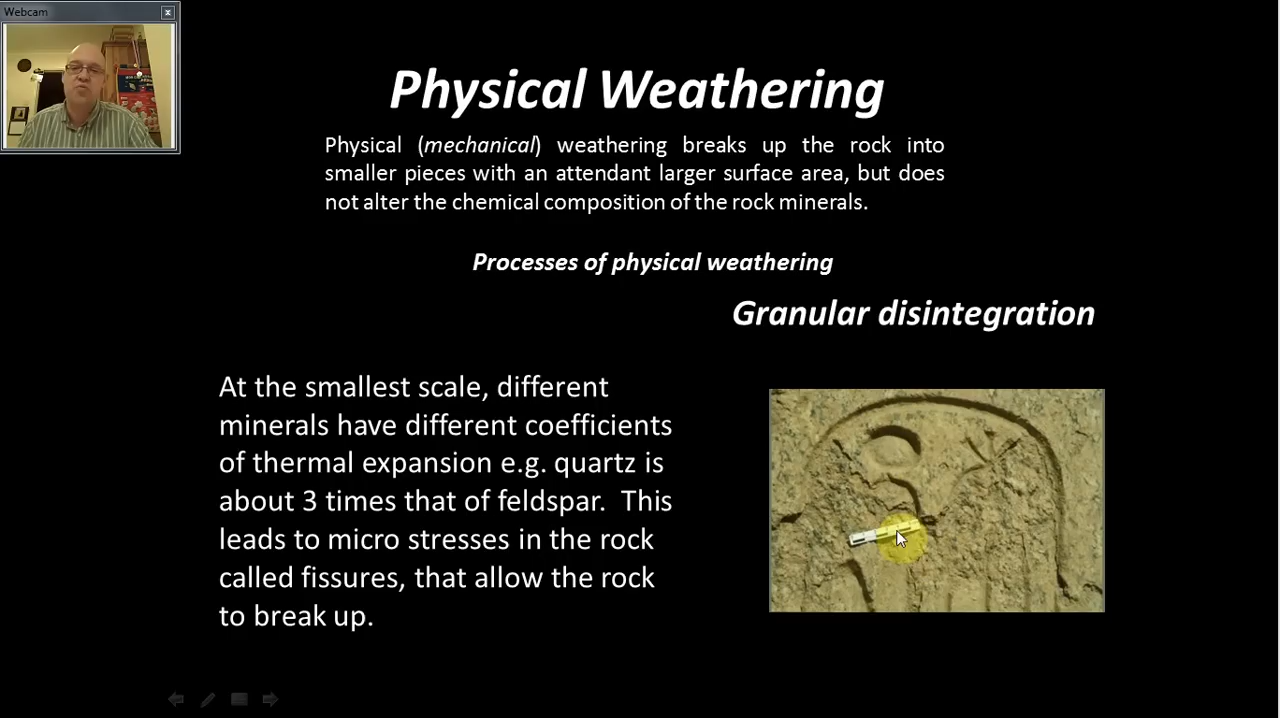 Webcam
Physical Weathering
Physical (mechanical) weathering breaks up the rock into
smaller pieces with an attendant larger surface area, but does
not alter the chemical composition of the rock minerals.
Processes of physical weathering
Granular disintegration
At the smallest scale, different
minerals have different coefficients
of thermal expansion e.g. quartz is
about 3 times that of feldspar. This
leads to micro stresses in the rock
called fissures, that allow the rock
to break up.